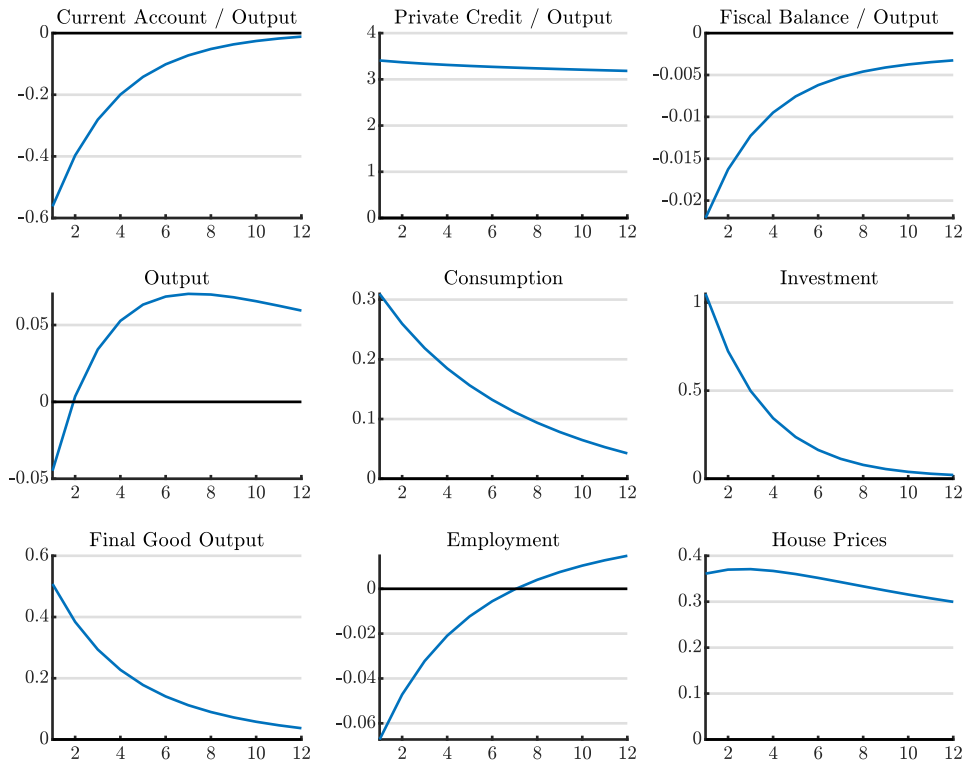 Current Account / Output
0
-0.2
-0.4
-0.6
2 4 6 8 10 12
Private Credit / Output
4
3
2
1
0
2 4 6 8 10 12
Fiscal Balance / Output
0
-0.005
-0.01
-0.015
-0.02
2 4 6 8 10 12
Output
0.05
0
-0.05
2 4 6 8 10 12
Consumption
0.3
0.2
0.1
0
2 4 6 8 10 12
Investment
1
0.5
0
2 4 6 8 10 12
Final Good Output
0.6
0.4
0.2
0
2 4 6 8 10 12
Employment
0
-0.02
-0.04
-0.06
2 4 6 8 10 12
House Prices
0.4
0.3
0.2
0.1
0
2 4 6 8 10 12